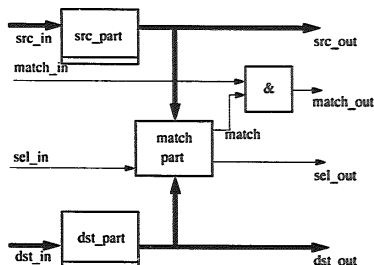 src_in
src_part
src_out
match_in
&
match_out
match
match
part
sel_in
sel_out
dst_in
dst_part
dst_out